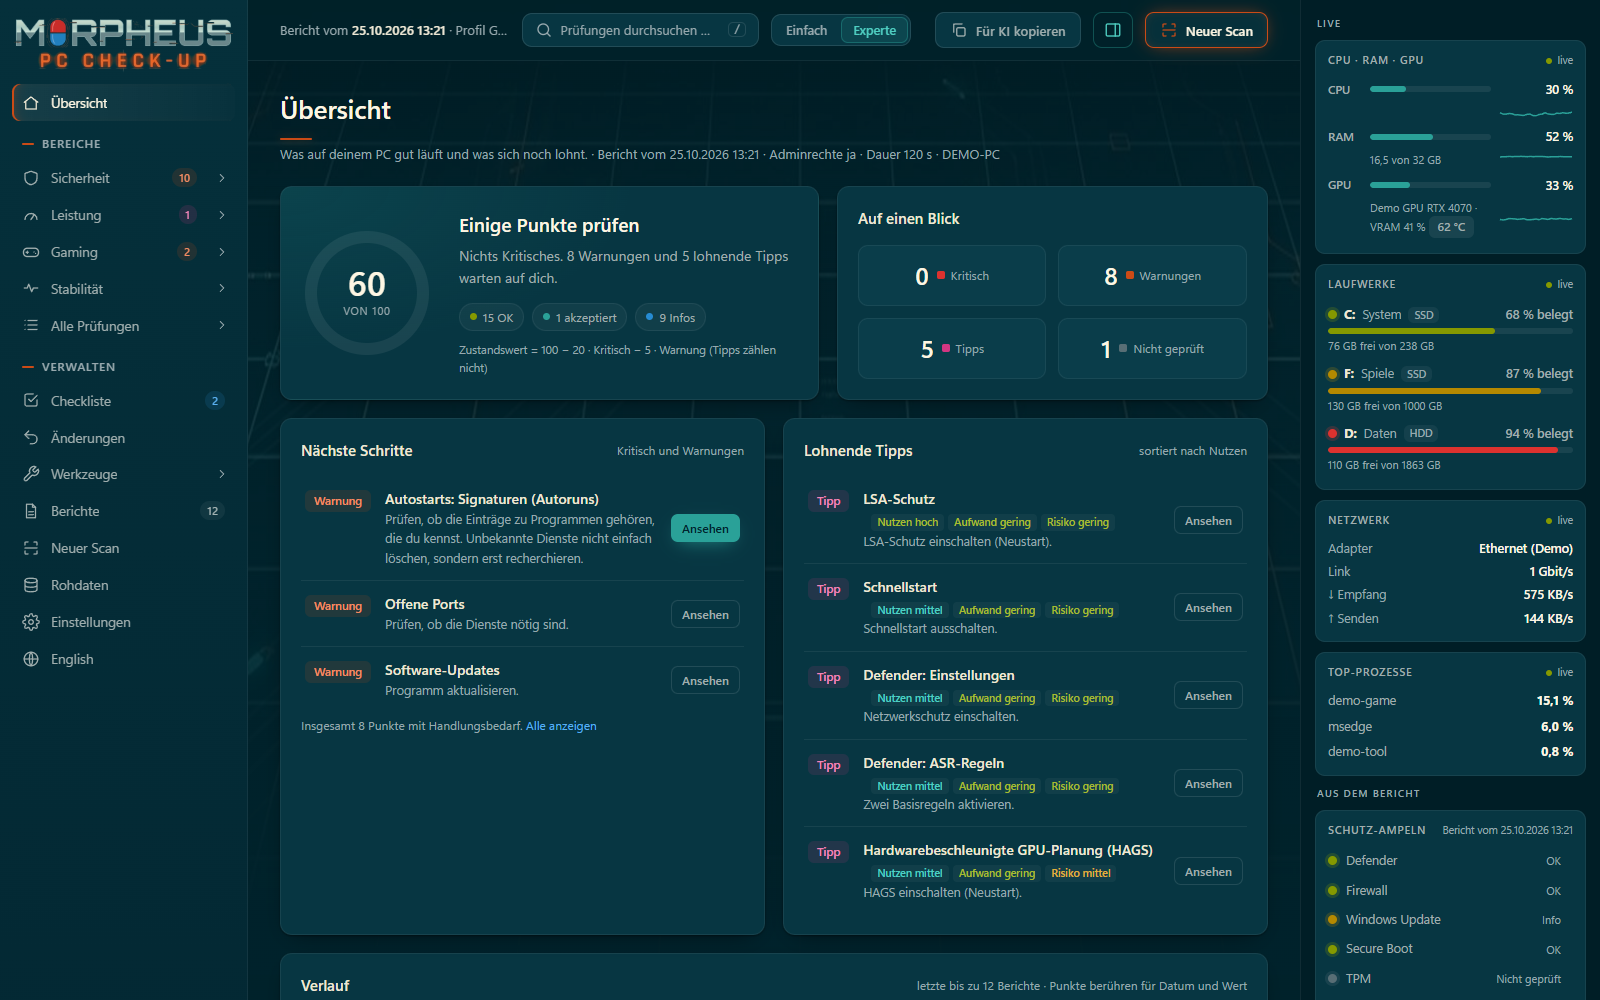 MORPHEUS
PC CHECK-UP
Übersicht
BEREICHE
Sicherheit 10
Leistung 1
Gaming 2
Stabilität
Alle Prüfungen
VERWALTEN
Checkliste 2
Änderungen
Werkzeuge
Berichte 12
Neuer Scan
Rohdaten
Einstellungen
English
Bericht vom 25.10.2026 13:21 · Profil G...
Prüfungen durchsuchen ... /
Einfach Experte
Für KI kopieren
Neuer Scan
Übersicht
Was auf deinem PC gut läuft und was sich noch lohnt. · Bericht vom 25.10.2026 13:21 · Adminrechte ja · Dauer 120 s · DEMO-PC
60
VON 100
Einige Punkte prüfen
Nichts Kritisches. 8 Warnungen und 5 lohnende Tipps
warten auf dich.
15 OK 1 akzeptiert 9 Infos
Zustandswert = 100 − 20 · Kritisch − 5 · Warnung (Tipps zählen
nicht)
Auf einen Blick
0 Kritisch
8 Warnungen
5 Tipps
1 Nicht geprüft
Nächste Schritte
Kritisch und Warnungen
Warnung Autostarts: Signaturen (Autoruns)
Prüfen, ob die Einträge zu Programmen gehören,
die du kennst. Unbekannte Dienste nicht einfach
löschen, sondern erst recherchieren.
Ansehen
Warnung Offene Ports
Prüfen, ob die Dienste nötig sind.
Ansehen
Warnung Software-Updates
Programm aktualisieren.
Ansehen
Insgesamt 8 Punkte mit Handlungsbedarf. Alle anzeigen
Lohnende Tipps
sortiert nach Nutzen
Tipp LSA-Schutz
Nutzen hoch Aufwand gering Risiko gering
LSA-Schutz einschalten (Neustart).
Ansehen
Tipp Schnellstart
Nutzen mittel Aufwand gering Risiko gering
Schnellstart ausschalten.
Ansehen
Tipp Defender: Einstellungen
Nutzen mittel Aufwand gering Risiko gering
Netzwerkschutz einschalten.
Ansehen
Tipp Defender: ASR-Regeln
Nutzen mittel Aufwand gering Risiko gering
Zwei Basisregeln aktivieren.
Ansehen
Tipp Hardwarebeschleunigte GPU-Planung (HAGS)
Nutzen mittel Aufwand gering Risiko mittel
HAGS einschalten (Neustart).
Ansehen
Verlauf
letzte bis zu 12 Berichte · Punkte berühren für Datum und Wert
LIVE
CPU · RAM · GPU live
CPU 30 %
RAM 52 %
16,5 von 32 GB
GPU 33 %
Demo GPU RTX 4070 ·
VRAM 41 % 62 °C
LAUFWERKE live
C: System SSD 68 % belegt
76 GB frei von 238 GB
F: Spiele SSD 87 % belegt
130 GB frei von 1000 GB
D: Daten HDD 94 % belegt
110 GB frei von 1863 GB
NETZWERK live
Adapter Ethernet (Demo)
Link 1 Gbit/s
↓ Empfang 575 KB/s
↑ Senden 144 KB/s
TOP-PROZESSE live
demo-game 15,1 %
msedge 6,0 %
demo-tool 0,8 %
AUS DEM BERICHT
SCHUTZ-AMPELN Bericht vom 25.10.2026 13:21
Defender OK
Firewall OK
Windows Update Info
Secure Boot OK
TPM Nicht geprüft